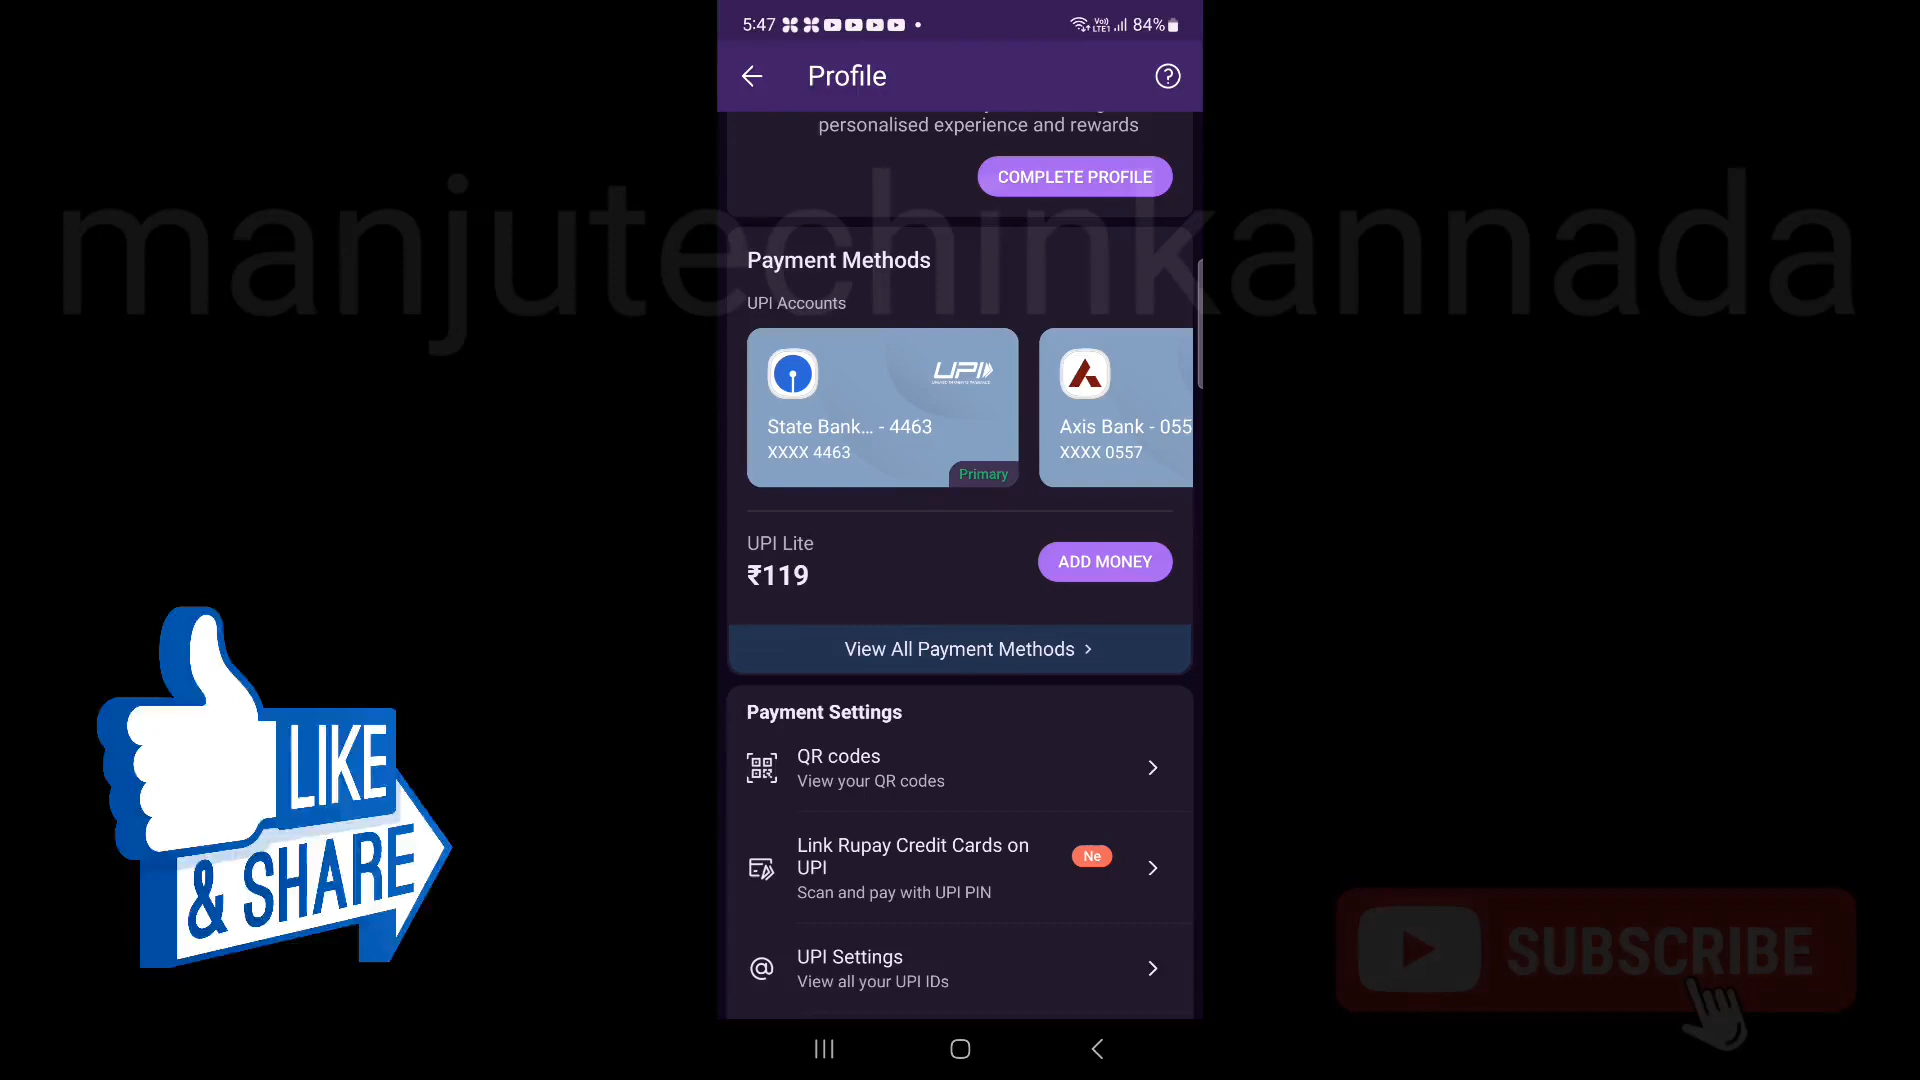 5:47
Vo))
LTE1
84%
Profile
personalised experience and rewards
COMPLETE PROFILE
manjutechinkannada
Payment Methods
UPI Accounts
UPI
State Bank... - 4463
XXXX 4463
Primary
Axis Bank - 055
XXXX 0557
UPI Lite
₹119
ADD MONEY
View All Payment Methods
Payment Settings
QR codes
View your QR codes
Link Rupay Credit Cards on
UPI
Ne
Scan and pay with UPI PIN
UPI Settings
View all your UPI IDs
LIKE
& SHARE
SUBSCRIBE